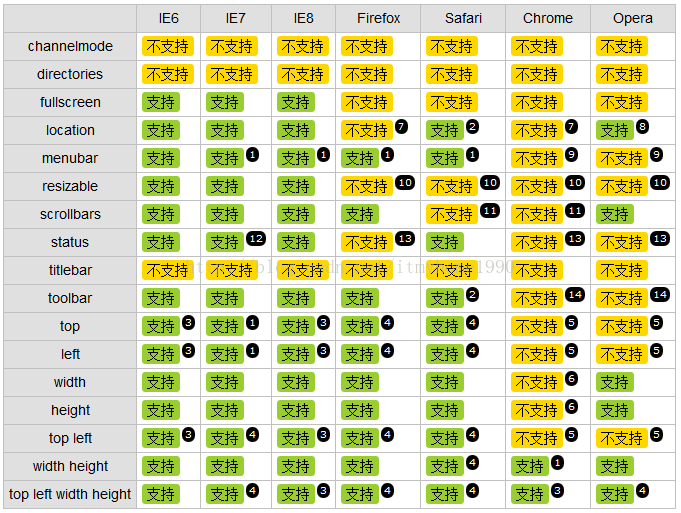 IE6 IE7 IE8 Firefox Safari Chrome Opera
channelmode 不支持 不支持 不支持 不支持 不支持 不支持 不支持
directories 不支持 不支持 不支持 不支持 不支持 不支持 不支持
fullscreen 支持 支持 支持 不支持 不支持 不支持 不支持
location 支持 支持 支持 不支持 7 支持 2 不支持 7 支持 8
menubar 支持 支持 1 支持 1 支持 1 支持 1 不支持 9 不支持 9
resizable 支持 支持 支持 不支持 10 不支持 10 不支持 10 不支持 10
scrollbars 支持 支持 支持 支持 不支持 11 不支持 11 支持
status 支持 支持 12 支持 不支持 13 支持 不支持 13 不支持 13
titlebar 不支持 不支持 不支持 不支持 不支持 不支持 不支持
toolbar 支持 支持 支持 支持 支持 2 不支持 14 不支持 14
top 支持 3 支持 1 支持 3 支持 4 支持 4 不支持 5 不支持 5
left 支持 3 支持 1 支持 3 支持 4 支持 4 不支持 5 不支持 5
width 支持 支持 支持 支持 支持 不支持 6 支持
height 支持 支持 支持 支持 支持 不支持 6 支持
top left 支持 3 支持 4 支持 3 支持 4 支持 4 不支持 5 不支持 5
width height 支持 支持 支持 支持 支持 4 支持 1 支持
top left width height 支持 支持 4 支持 3 支持 4 支持 4 支持 3 支持 4